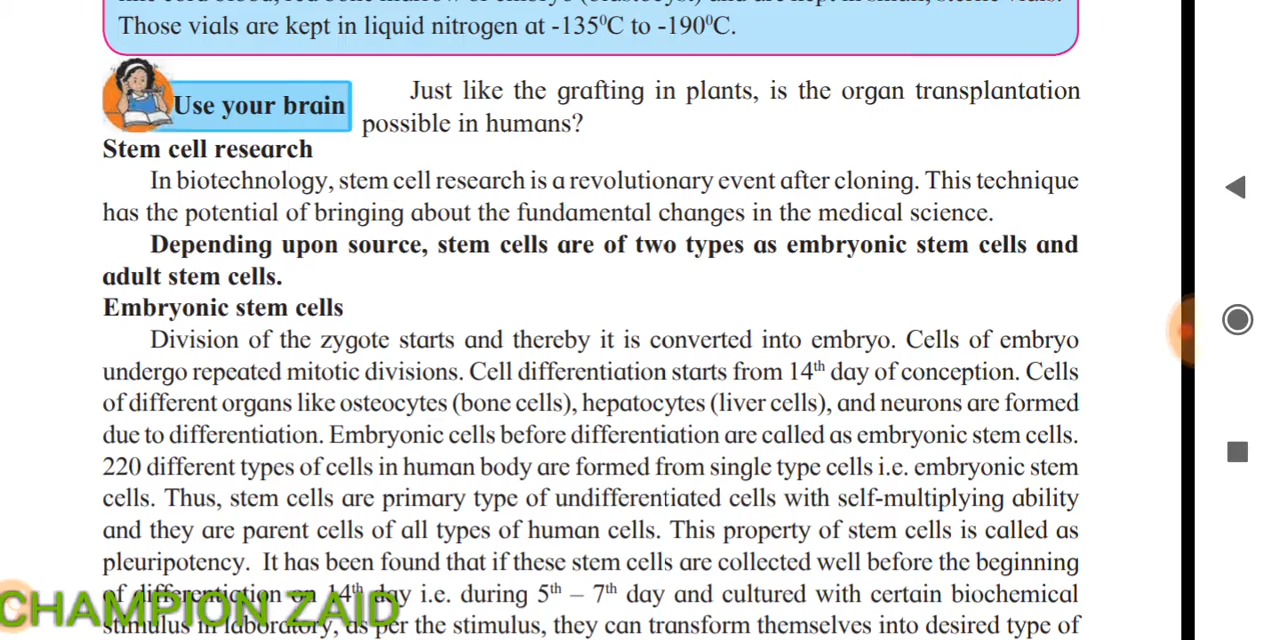 Those vials are kept in liquid nitrogen at -135⁰C to -190⁰C.
Use your brain
Just like the grafting in plants, is the organ transplantation
possible in humans?
Stem cell research
In biotechnology, stem cell research is a revolutionary event after cloning. This technique
has the potential of bringing about the fundamental changes in the medical science.
Depending upon source, stem cells are of two types as embryonic stem cells and
adult stem cells.
Embryonic stem cells
Division of the zygote starts and thereby it is converted into embryo. Cells of embryo
undergo repeated mitotic divisions. Cell differentiation starts from 14th day of conception. Cells
of different organs like osteocytes (bone cells), hepatocytes (liver cells), and neurons are formed
due to differentiation. Embryonic cells before differentiation are called as embryonic stem cells.
220 different types of cells in human body are formed from single type cells i.e. embryonic stem
cells. Thus, stem cells are primary type of undifferentiated cells with self-multiplying ability
and they are parent cells of all types of human cells. This property of stem cells is called as
pleuripotency. It has been found that if these stem cells are collected well before the beginning
of differentiation on 14th day i.e. during 5th – 7th day and cultured with certain biochemical
stimulus in laboratory, as per the stimulus, they can transform themselves into desired type of
CHAMPION ZAID